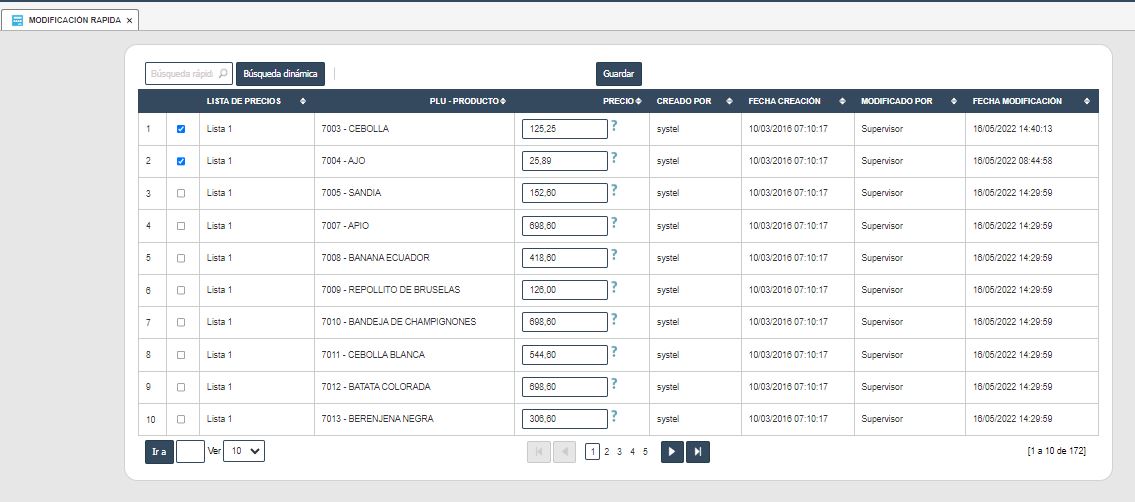 MODIFICACIÓN RAPIDA ×
Búsqueda rápid Búsqueda dinámica Guardar
LISTA DE PRECIOS PLU - PRODUCTO PRECIO CREADO POR FECHA CREACIÓN MODIFICADO POR FECHA MODIFICACIÓN
1 Lista 1 7003 - CEBOLLA 125,25 ? systel 10/03/2016 07:10:17 Supervisor 16/05/2022 14:40:13
2 Lista 1 7004 - AJO 25,89 ? systel 10/03/2016 07:10:17 Supervisor 16/05/2022 08:44:58
3 Lista 1 7005 - SANDIA 152,60 ? systel 10/03/2016 07:10:17 Supervisor 16/05/2022 14:29:59
4 Lista 1 7007 - APIO 698,60 ? systel 10/03/2016 07:10:17 Supervisor 16/05/2022 14:29:59
5 Lista 1 7008 - BANANA ECUADOR 418,60 ? systel 10/03/2016 07:10:17 Supervisor 16/05/2022 14:29:59
6 Lista 1 7009 - REPOLLITO DE BRUSELAS 126,00 ? systel 10/03/2016 07:10:17 Supervisor 16/05/2022 14:29:59
7 Lista 1 7010 - BANDEJA DE CHAMPIGNONES 698,60 ? systel 10/03/2016 07:10:17 Supervisor 16/05/2022 14:29:59
8 Lista 1 7011 - CEBOLLA BLANCA 544,60 ? systel 10/03/2016 07:10:17 Supervisor 16/05/2022 14:29:59
9 Lista 1 7012 - BATATA COLORADA 698,60 ? systel 10/03/2016 07:10:17 Supervisor 16/05/2022 14:29:59
10 Lista 1 7013 - BERENJENA NEGRA 306,60 ? systel 10/03/2016 07:10:17 Supervisor 16/05/2022 14:29:59
Ir a Ver 10 1 2 3 4 5 [1 a 10 de 172]